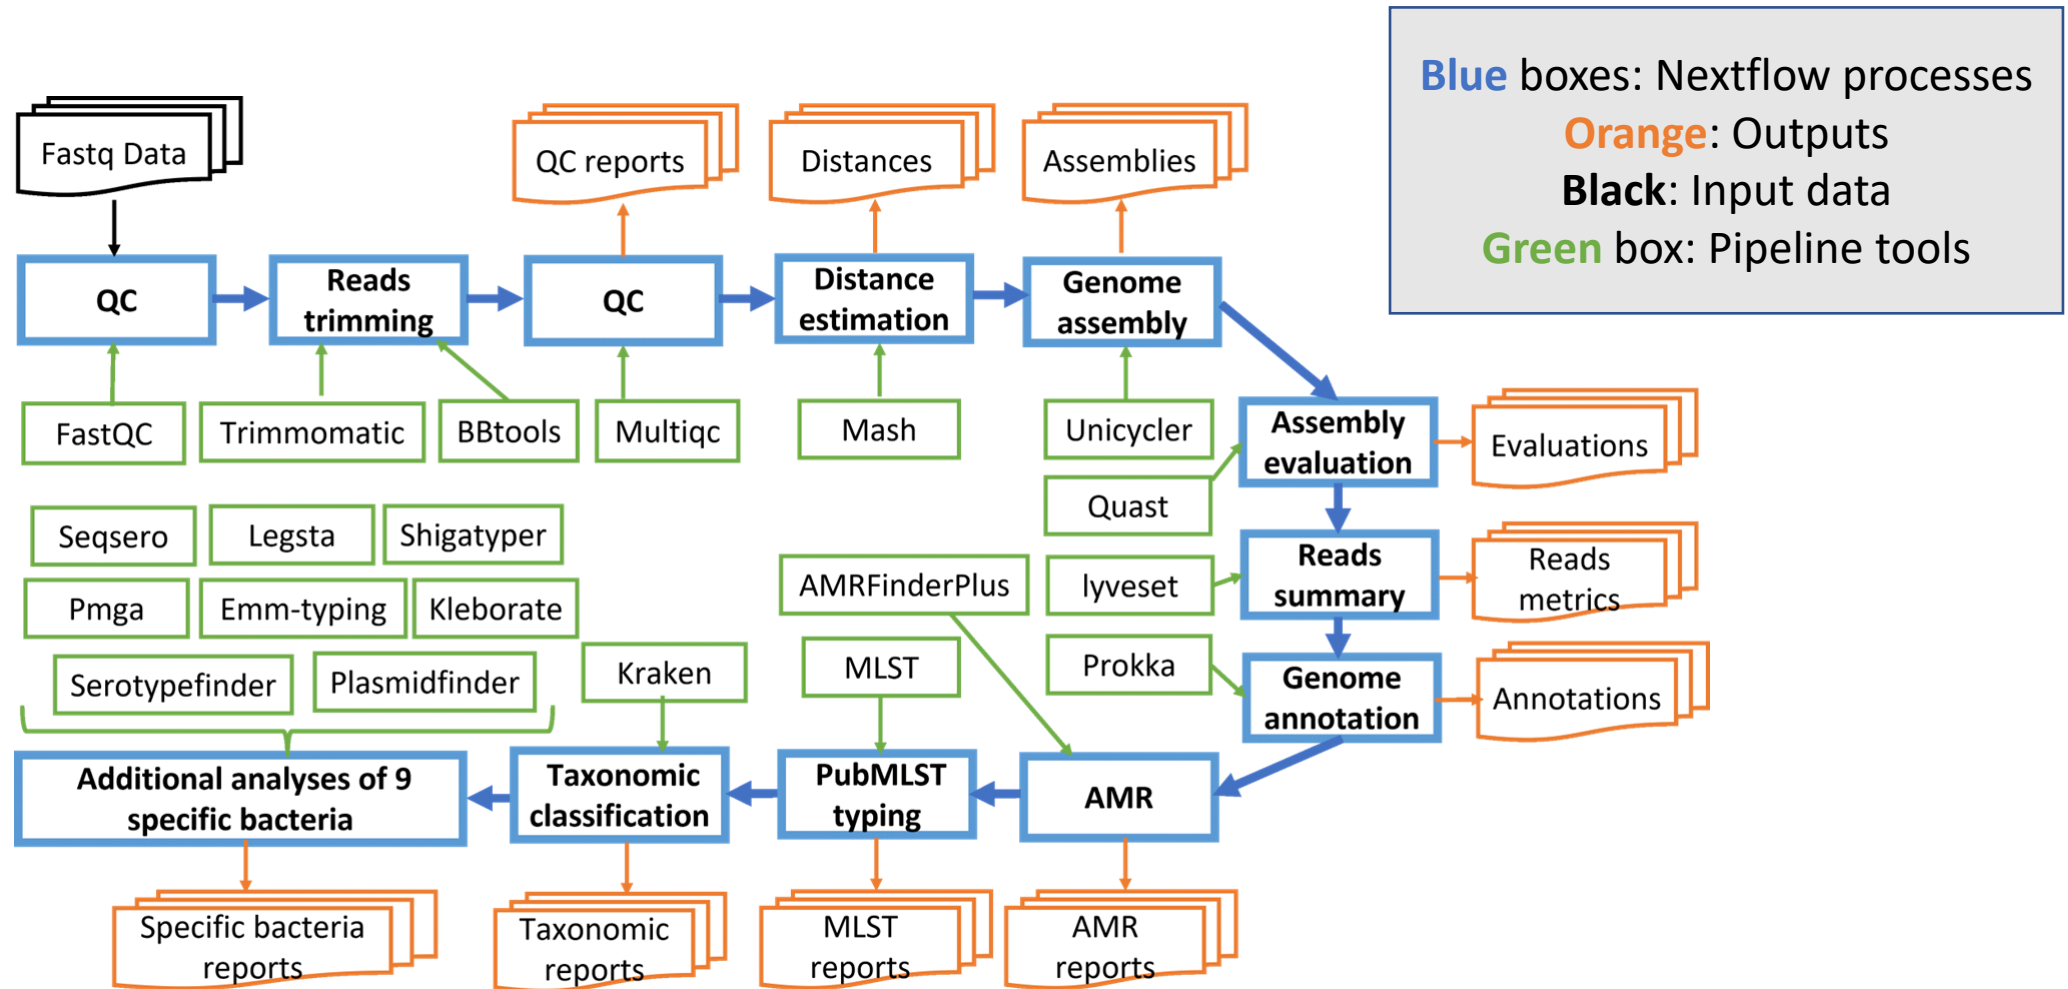 Blue boxes: Nextflow processes
Orange: Outputs
Black: Input data
Green box: Pipeline tools
Fastq Data
QC reports
Distances
Assemblies
QC
Reads
trimming
QC
Distance
estimation
Genome
assembly
FastQC
Trimmomatic
BBtools
Multiqc
Mash
Unicycler
Quast
Assembly
evaluation
Evaluations
lyveset
Reads
summary
Reads
metrics
Prokka
Genome
annotation
Annotations
Seqsero
Legsta
Shigatyper
Pmga
Emm-typing
Kleborate
Serotypefinder
Plasmidfinder
Kraken
MLST
AMRFinderPlus
Additional analyses of 9
specific bacteria
Taxonomic
classification
PubMLST
typing
AMR
Specific bacteria
reports
Taxonomic
reports
MLST
reports
AMR
reports